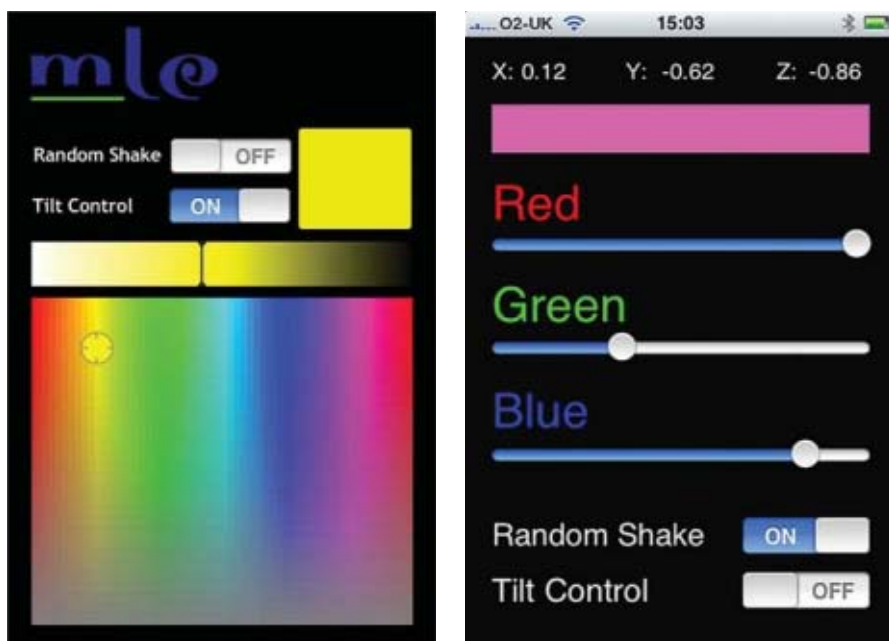 mle
Random Shake OFF
Tilt Control ON
O2-UK 15:03
X: 0.12 Y: -0.62 Z: -0.86
Red
Green
Blue
Random Shake ON
Tilt Control OFF